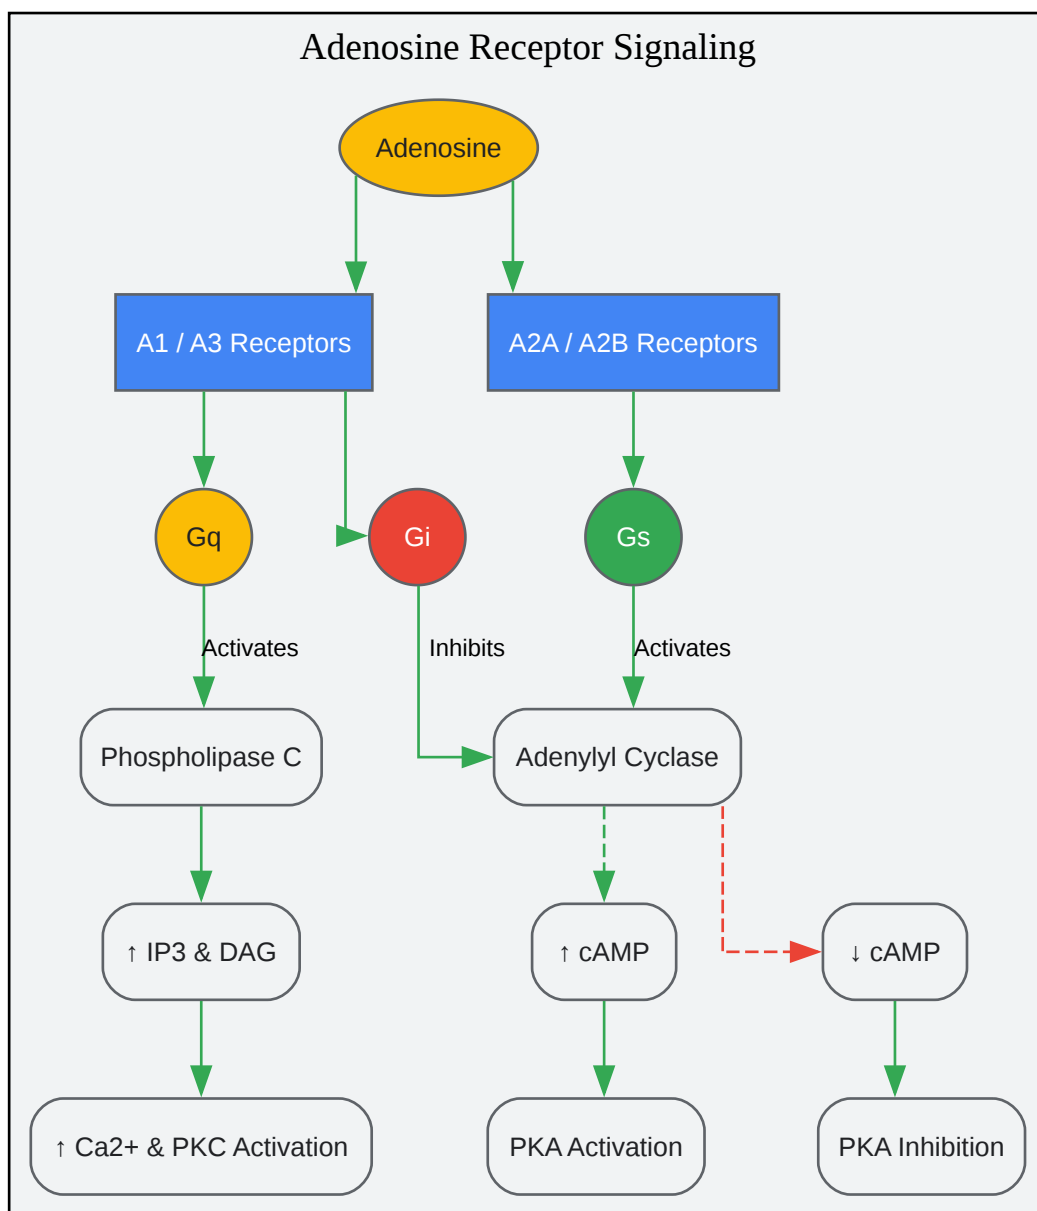 Adenosine Receptor Signaling
Adenosine
A1 / A3 Receptors
A2A / A2B Receptors
Gq
Gi
Gs
Activates
Inhibits
Activates
Phospholipase C
Adenylyl Cyclase
↑ IP3 & DAG
↑ cAMP
↓ cAMP
↑ Ca2+ & PKC Activation
PKA Activation
PKA Inhibition